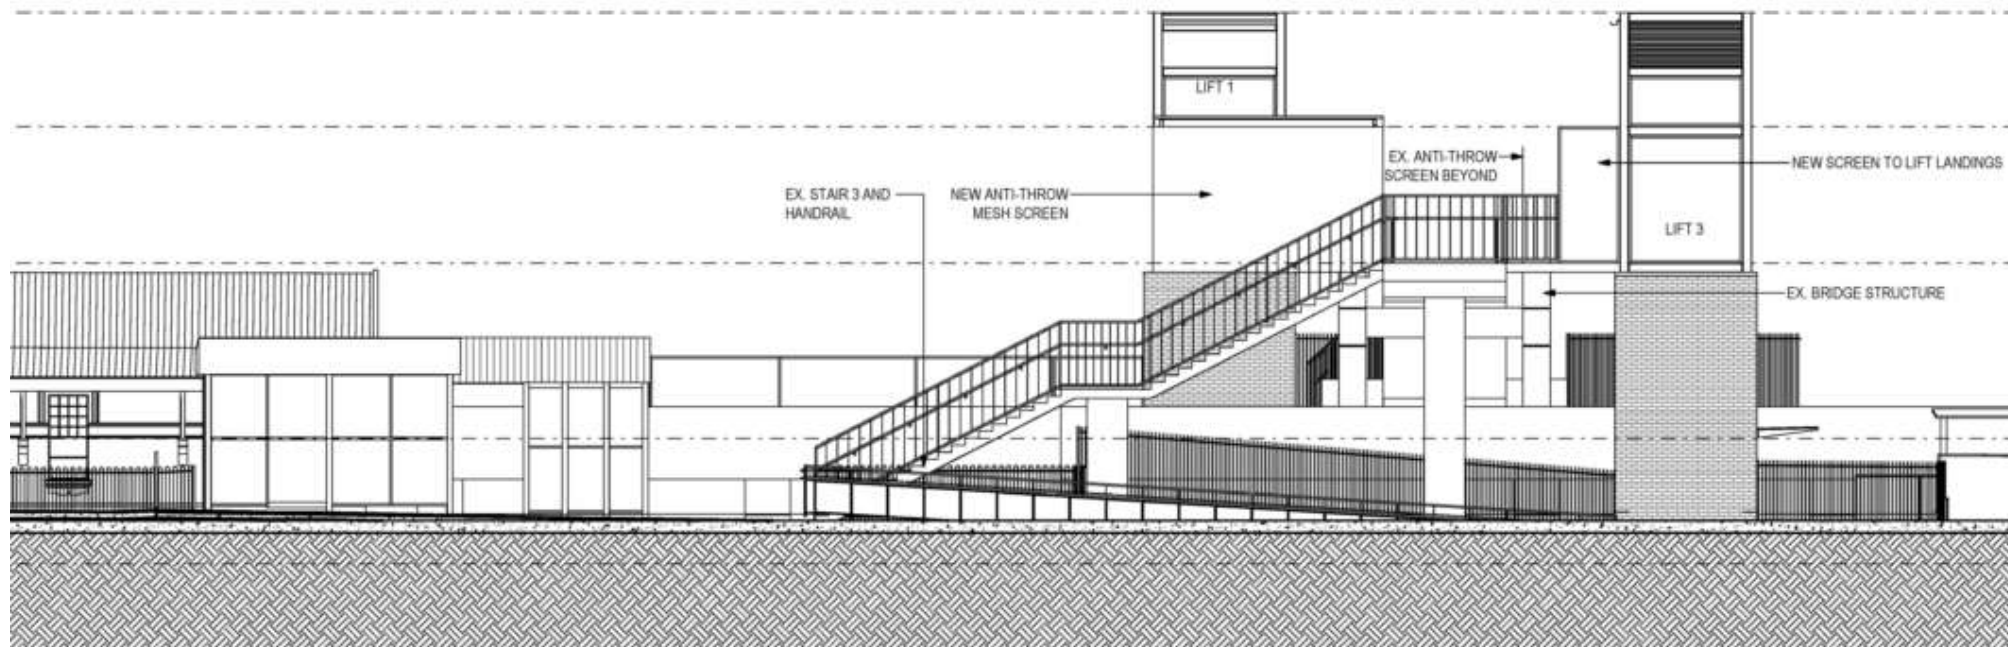 LIFT 1
EX. ANTI-THROW
SCREEN BEYOND
NEW SCREEN TO LIFT LANDINGS
EX. STAIR 3 AND
HANDRAIL
NEW ANTI-THROW
MESH SCREEN
LIFT 3
EX. BRIDGE STRUCTURE